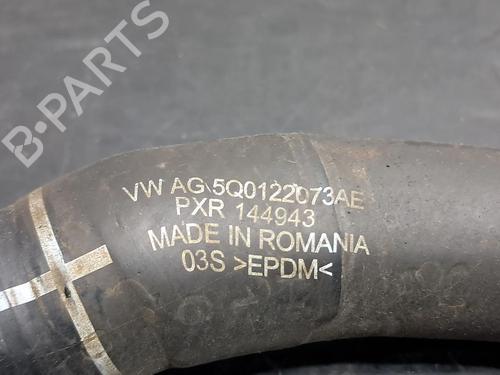 B-PARTS
VW AG 5Q0122073AE
PXR 144943
MADE IN ROMANIA
03S >EPDM<